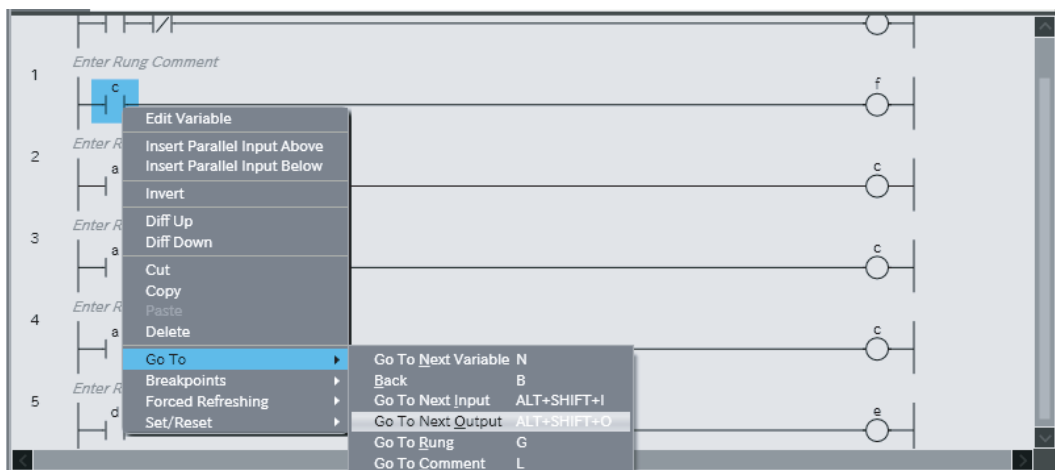 Enter Rung Comment
1
c
f
Edit Variable
Insert Parallel Input Above
Insert Parallel Input Below
Invert
Diff Up
Diff Down
Cut
Copy
Paste
Delete
Go To
Breakpoints
Forced Refreshing
Set/Reset
Go To Next Variable N
Back B
Go To Next Input ALT+SHIFT+I
Go To Next Output ALT+SHIFT+O
Go To Rung G
Go To Comment L
Enter R
2
a
c
Enter R
3
a
c
Enter R
4
a
c
Enter R
5
d
e